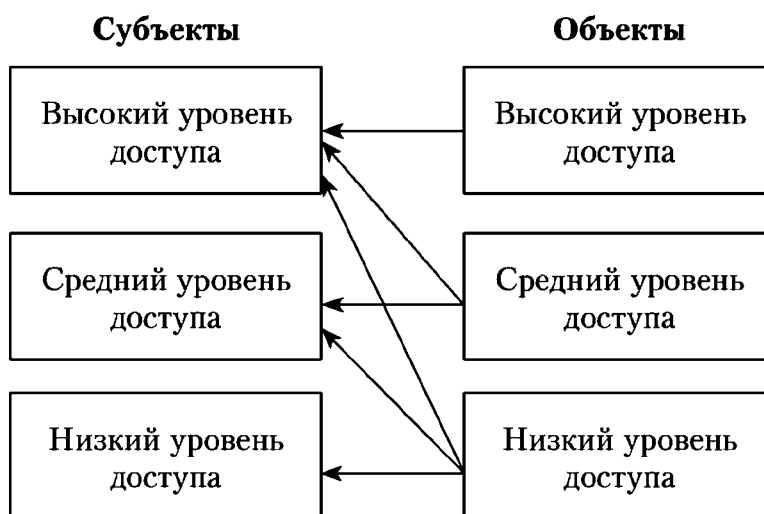 Субъекты
Объекты
Высокий уровень
доступа
Высокий уровень
доступа
Средний уровень
доступа
Средний уровень
доступа
Низкий уровень
доступа
Низкий уровень
доступа